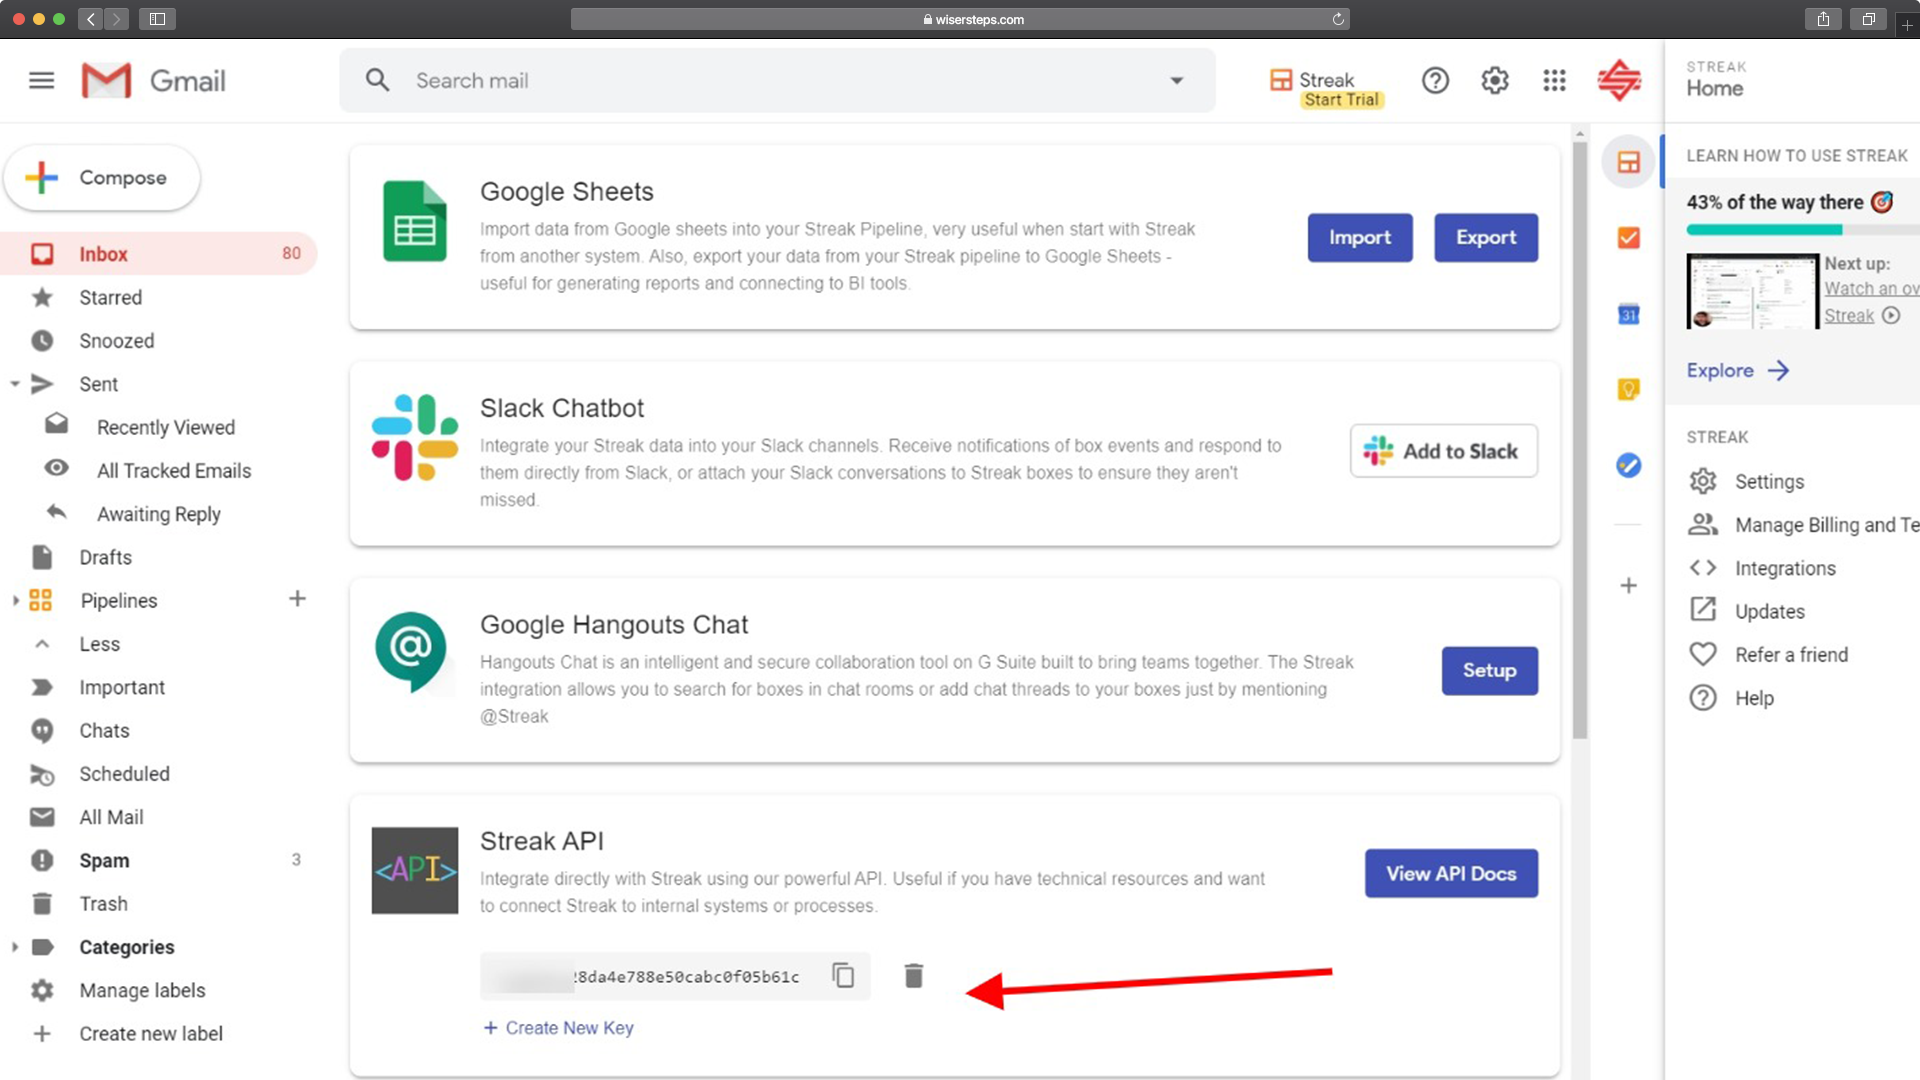 wisersteps.com
Gmail
Search mail
Streak
Start Trial
STREAK
Home
Compose
Inbox 80
Starred
Snoozed
Sent
Recently Viewed
All Tracked Emails
Awaiting Reply
Drafts
Pipelines
Less
Important
Chats
Scheduled
All Mail
Spam 3
Trash
Categories
Manage labels
Create new label
Google Sheets
Import data from Google sheets into your Streak Pipeline, very useful when start with Streak
from another system. Also, export your data from your Streak pipeline to Google Sheets -
useful for generating reports and connecting to BI tools.
Import
Export
Slack Chatbot
Integrate your Streak data into your Slack channels. Receive notifications of box events and respond to
them directly from Slack, or attach your Slack conversations to Streak boxes to ensure they aren't
missed.
Add to Slack
Google Hangouts Chat
Hangouts Chat is an intelligent and secure collaboration tool on G Suite built to bring teams together. The Streak
integration allows you to search for boxes in chat rooms or add chat threads to your boxes just by mentioning
@Streak
Setup
<API>
Streak API
Integrate directly with Streak using our powerful API. Useful if you have technical resources and want
to connect Streak to internal systems or processes.
View API Docs
28da4e788e50cabc0f05b61c
+ Create New Key
31
LEARN HOW TO USE STREAK
43% of the way there
Next up:
Watch an ov
Streak
Explore
STREAK
Settings
Manage Billing and Te
Integrations
Updates
Refer a friend
Help